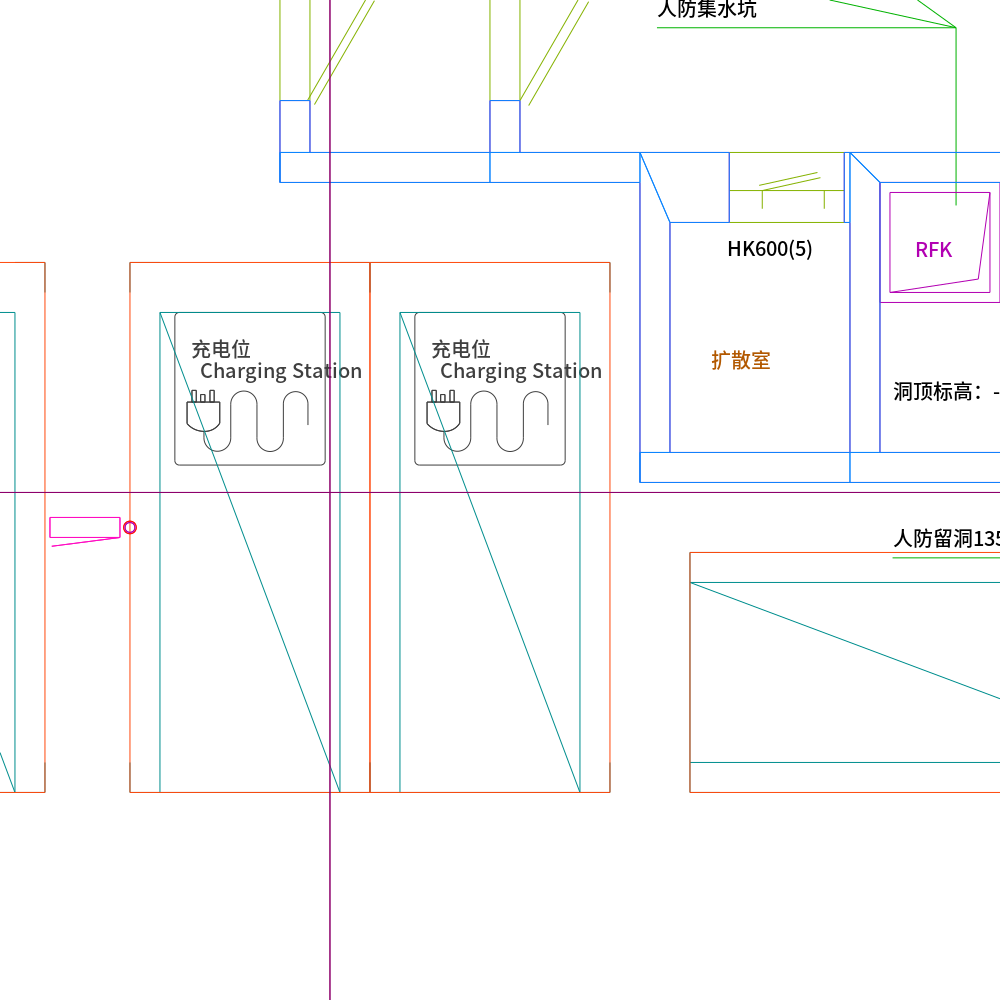 人防集水坑
HK600(5)
RFK
充电位
Charging Station
充电位
Charging Station
扩散室
洞顶标高：-
人防留洞135